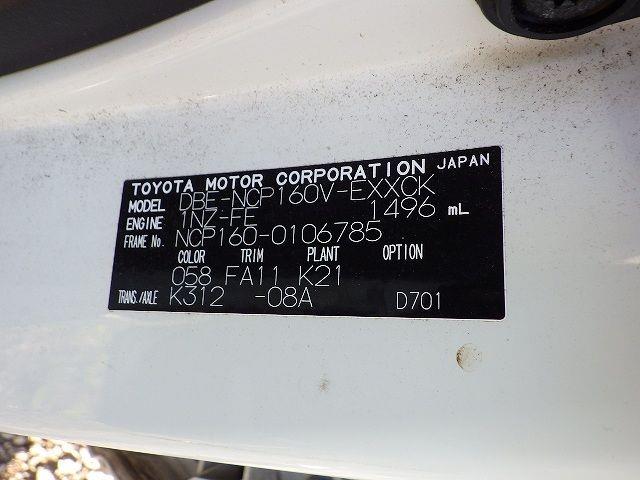 TOYOTA MOTOR CORPORATION JAPAN
MODEL DBE-NCP160V-EXXCK
ENGINE 1NZ-FE 1496 mL
FRAME No. NCP160-0106785
COLOR TRIM PLANT OPTION
058 FA11 K21
TRANS./AXLE K312 -08A D701